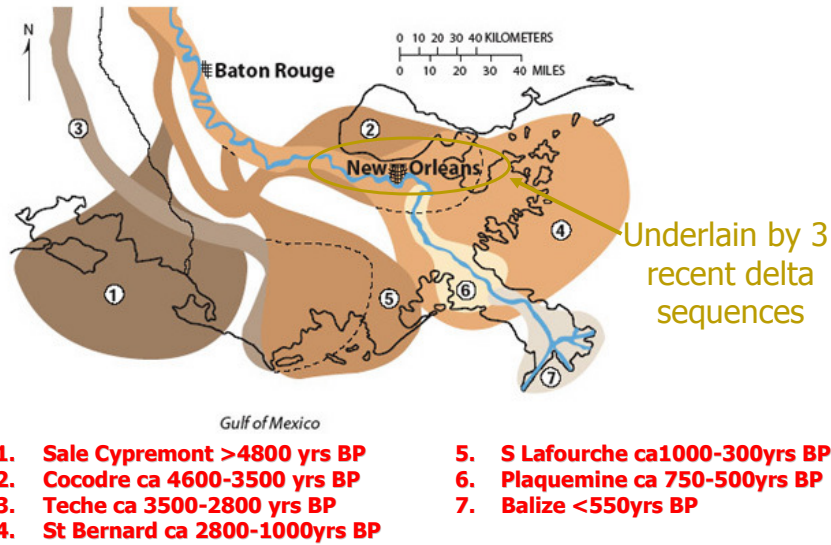 N
0 10 20 30 40 KILOMETERS
0 10 20 30 40 MILES
Baton Rouge
3
2
New Orleans
4
Underlain by 3
recent delta
sequences
1
5
6
7
Gulf of Mexico
1. Sale Cypremont >4800 yrs BP
2. Cocodre ca 4600-3500 yrs BP
3. Teche ca 3500-2800 yrs BP
4. St Bernard ca 2800-1000yrs BP
5. S Lafourche ca1000-300yrs BP
6. Plaquemine ca 750-500yrs BP
7. Balize <550yrs BP